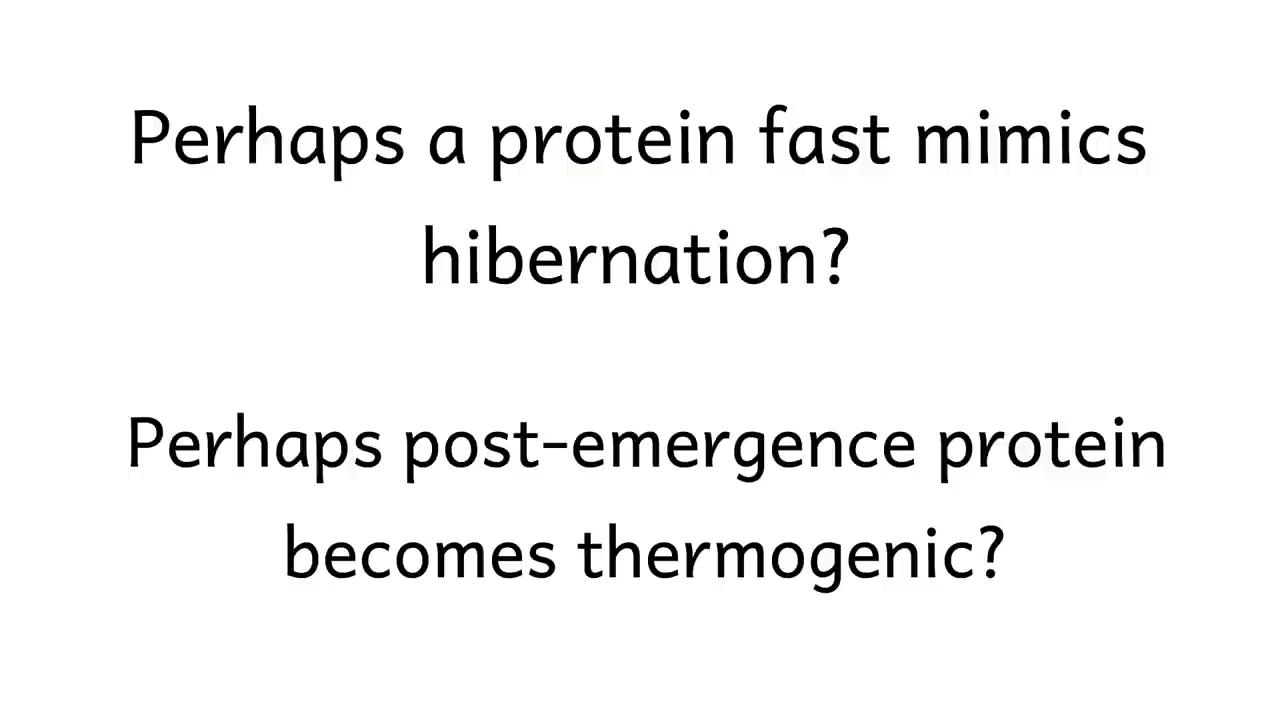 Perhaps a protein fast mimics
hibernation?
Perhaps post-emergence protein
becomes thermogenic?